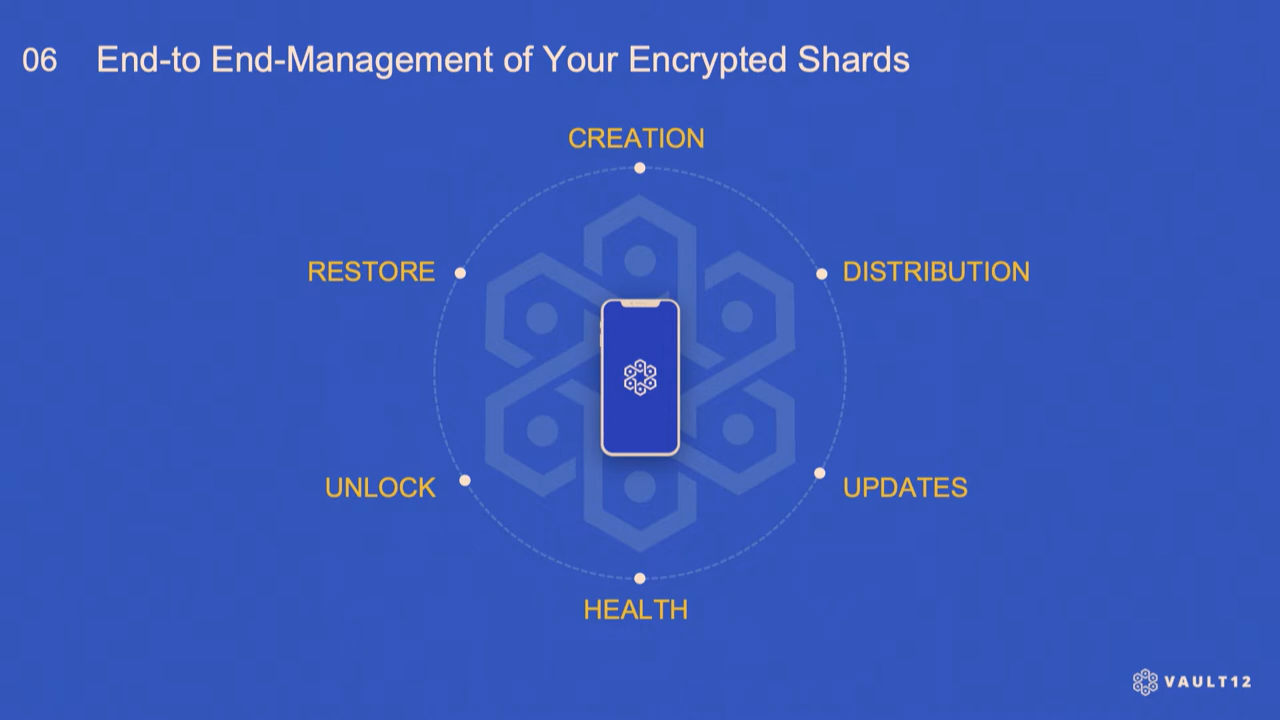 06 End-to End-Management of Your Encrypted Shards
CREATION
RESTORE
DISTRIBUTION
UNLOCK
UPDATES
HEALTH
VAULT12